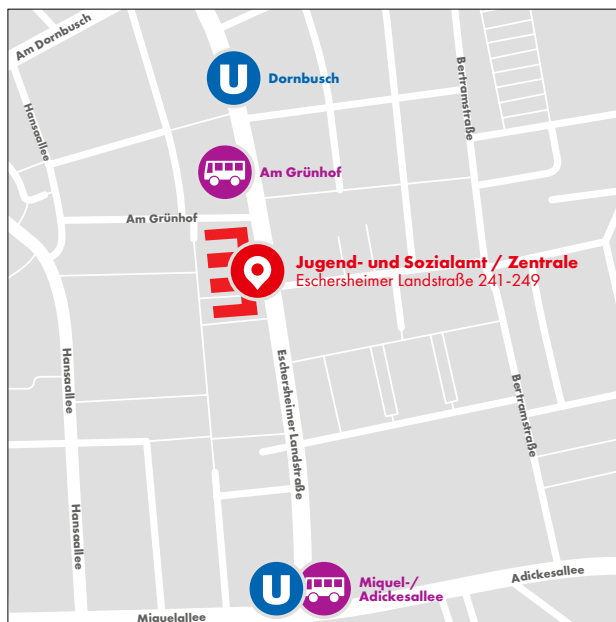 Am Dornbusch
U
Dornbusch
Hansaallee
Bertramstraße
Am Grünhof
Am Grünhof
Jugend- und Sozialamt / Zentrale
Eschersheimer Landstraße 241-249
Hansaallee
Eschersheimer Landstraße
Bertramstraße
Hansaallee
U
Miquel-/
Adickesallee
Adickesallee
Miquelallee